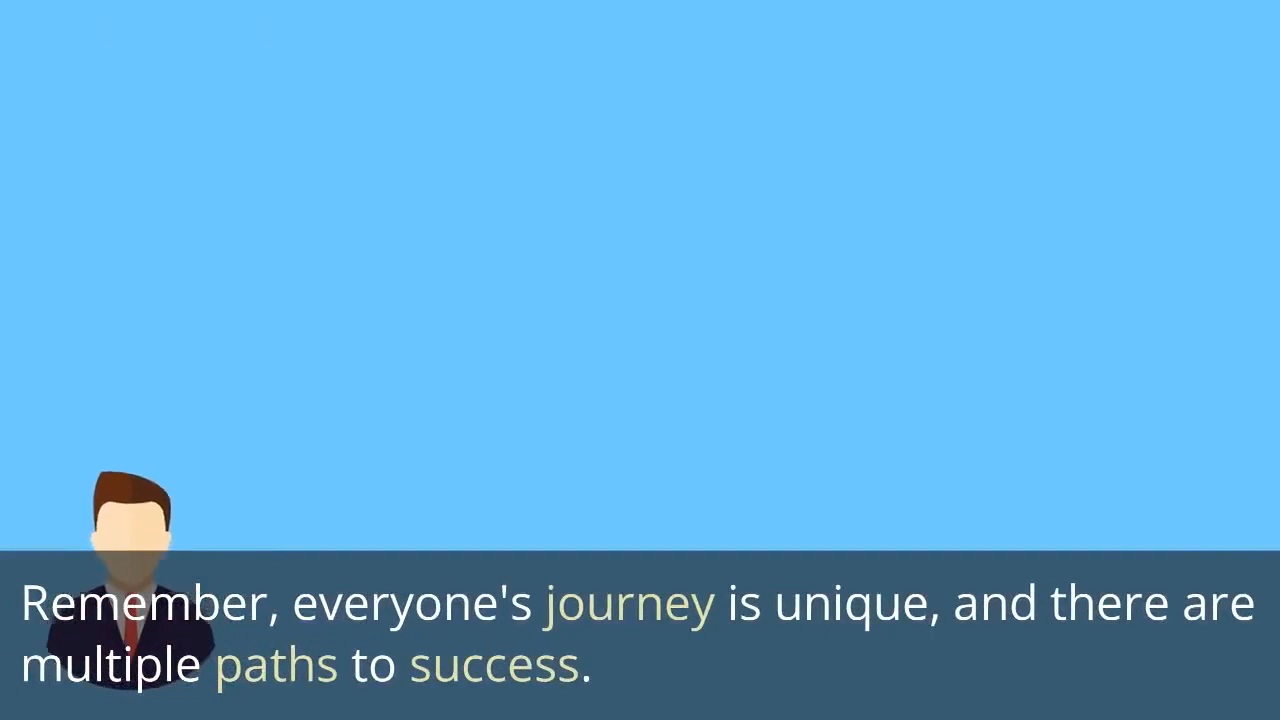 Remember, everyone's journey is unique, and there are
multiple paths to success.